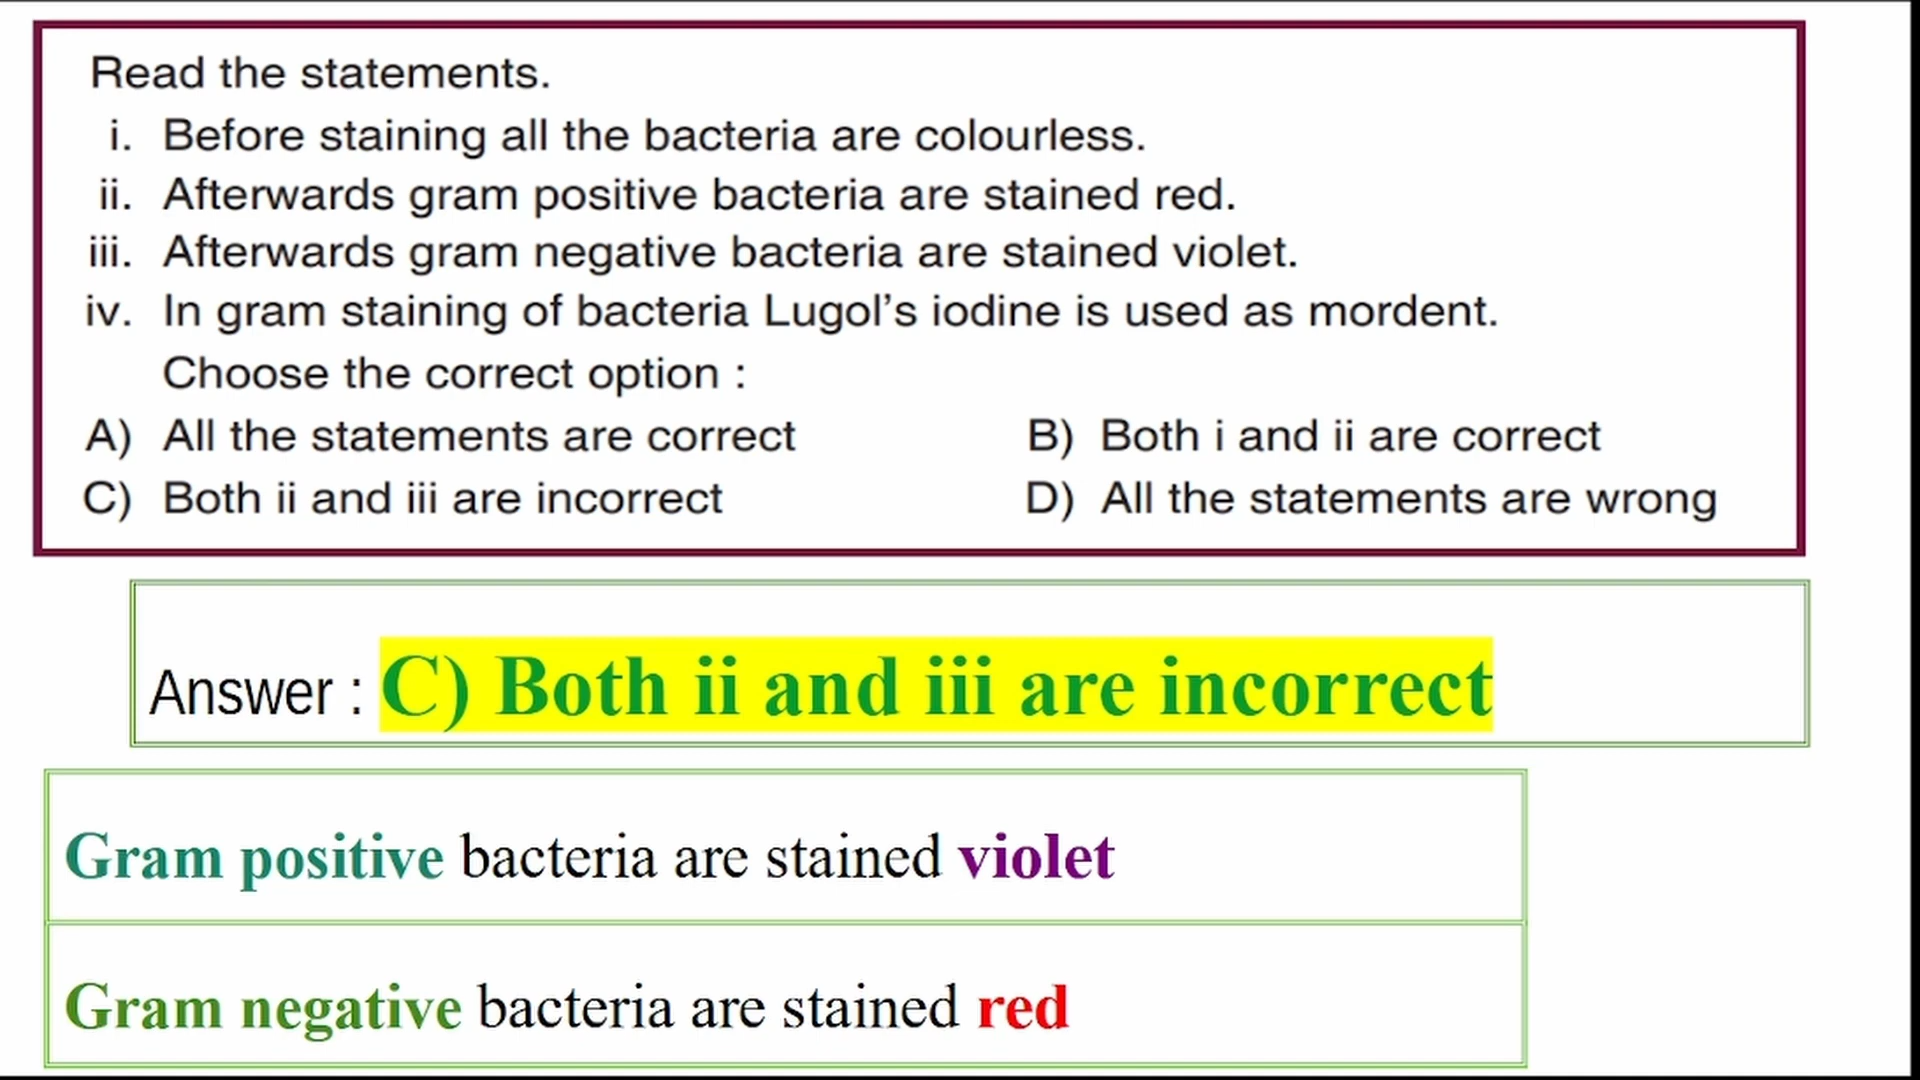 Read the statements.
i. Before staining all the bacteria are colourless.
ii. Afterwards gram positive bacteria are stained red.
iii. Afterwards gram negative bacteria are stained violet.
iv. In gram staining of bacteria Lugol’s iodine is used as mordent.
Choose the correct option :
A) All the statements are correct B) Both i and ii are correct
C) Both ii and iii are incorrect D) All the statements are wrong
Answer : C) Both ii and iii are incorrect
Gram positive bacteria are stained violet
Gram negative bacteria are stained red